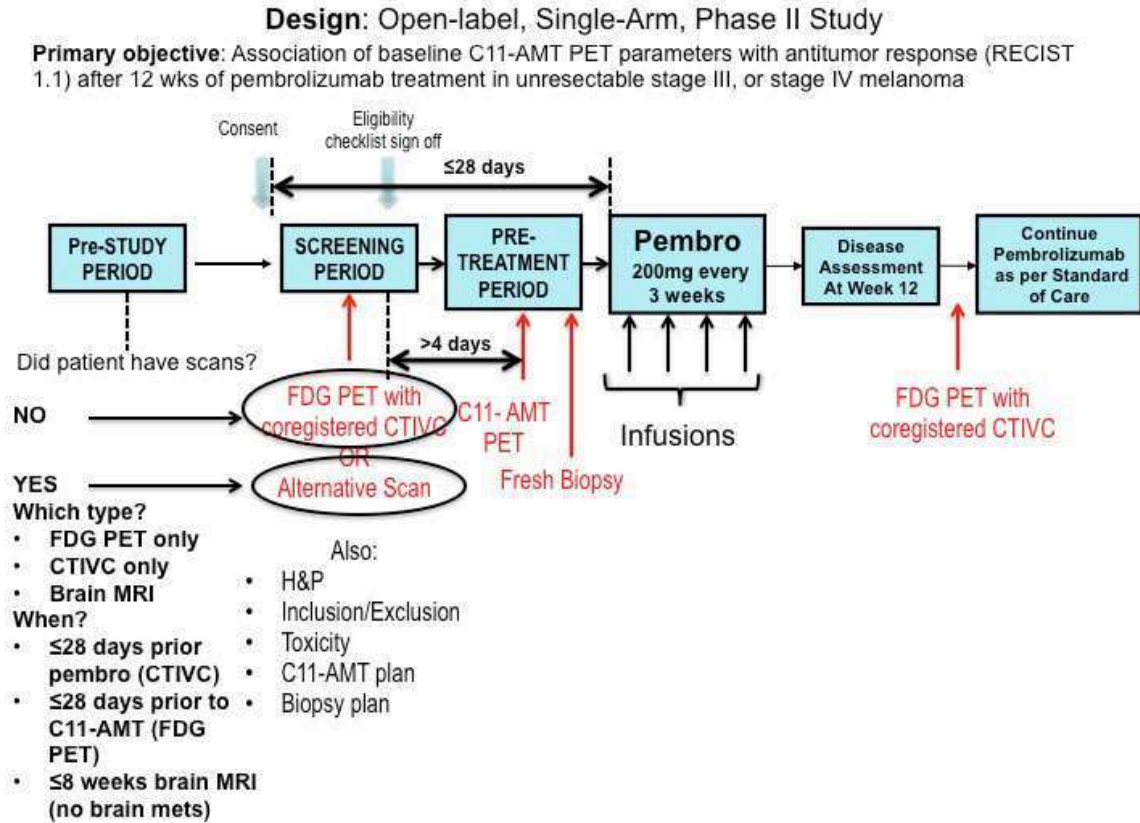 Design: Open-label, Single-Arm, Phase II Study
Primary objective: Association of baseline C11-AMT PET parameters with antitumor response (RECIST
1.1) after 12 wks of pembrolizumab treatment in unresectable stage III, or stage IV melanoma
Consent
Eligibility
checklist sign off
≤28 days
Pre-STUDY
PERIOD
SCREENING
PERIOD
PRE-
TREATMENT
PERIOD
Pembro
200mg every
3 weeks
Disease
Assessment
At Week 12
Continue
Pembrolizumab
as per Standard
of Care
>4 days
Did patient have scans?
NO
FDG PET with
coregistered CTIVC
OR
Alternative Scan
C11- AMT
PET
Fresh Biopsy
Infusions
FDG PET with
coregistered CTIVC
YES
Which type?
• FDG PET only
• CTIVC only
• Brain MRI
When?
• ≤28 days prior
pembro (CTIVC)
• ≤28 days prior to
C11-AMT (FDG
PET)
• ≤8 weeks brain MRI
(no brain mets)
Also:
• H&P
• Inclusion/Exclusion
• Toxicity
• C11-AMT plan
• Biopsy plan